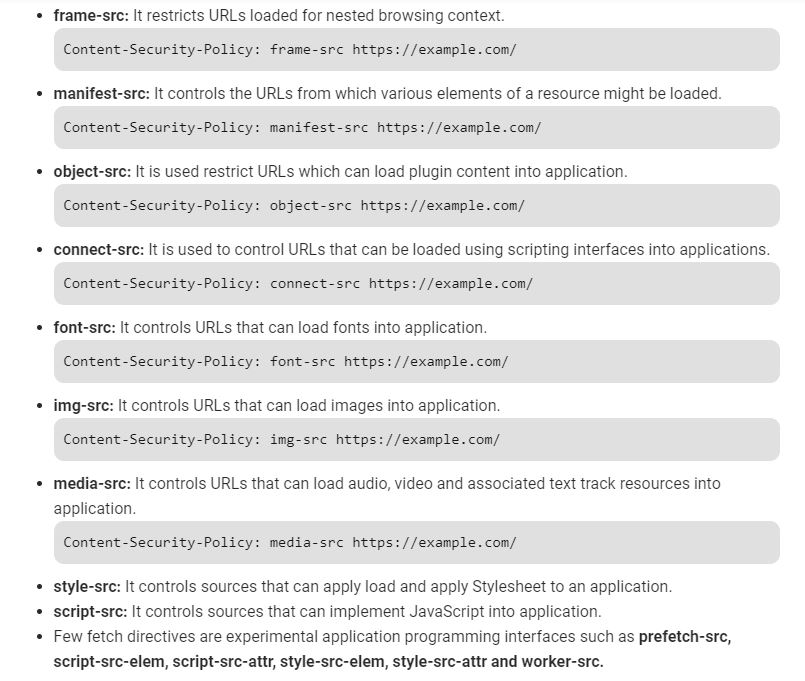 • frame-src: It restricts URLs loaded for nested browsing context.
Content-Security-Policy: frame-src https://example.com/
• manifest-src: It controls the URLs from which various elements of a resource might be loaded.
Content-Security-Policy: manifest-src https://example.com/
• object-src: It is used restrict URLs which can load plugin content into application.
Content-Security-Policy: object-src https://example.com/
• connect-src: It is used to control URLs that can be loaded using scripting interfaces into applications.
Content-Security-Policy: connect-src https://example.com/
• font-src: It controls URLs that can load fonts into application.
Content-Security-Policy: font-src https://example.com/
• img-src: It controls URLs that can load images into application.
Content-Security-Policy: img-src https://example.com/
• media-src: It controls URLs that can load audio, video and associated text track resources into
application.
Content-Security-Policy: media-src https://example.com/
• style-src: It controls sources that can apply load and apply Stylesheet to an application.
• script-src: It controls sources that can implement JavaScript into application.
• Few fetch directives are experimental application programming interfaces such as prefetch-src,
script-src-elem, script-src-attr, style-src-elem, style-src-attr and worker-src.